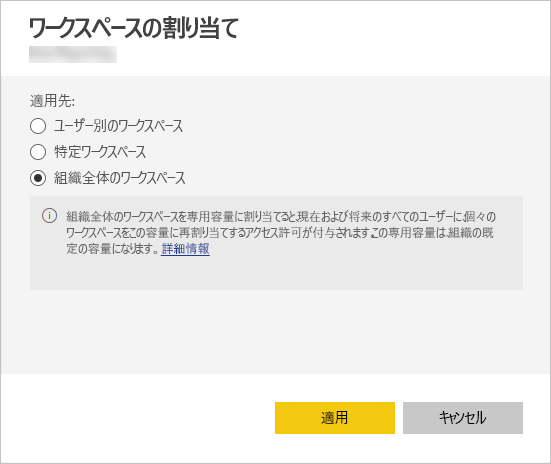 ワークスペースの割り当て
適用先:
ユーザー別のワークスペース
特定ワークスペース
組織全体のワークスペース
組織全体のワークスペースを専用容量に割り当てると、現在および将来のすべてのユーザーに、個々の
ワークスペースをこの容量に再割り当てするアクセス許可が付与されます。この専用容量は、組織の既
定の容量になります。 詳細情報
適用
キャンセル